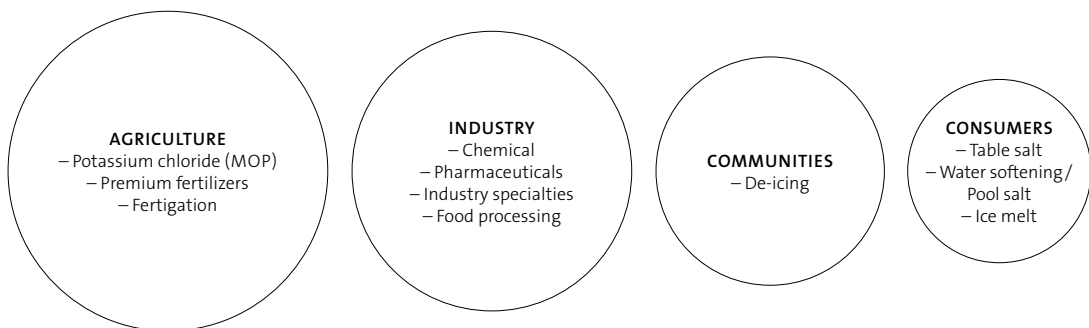 AGRICULTURE
– Potassium chloride (MOP)
– Premium fertilizers
– Fertigation
INDUSTRY
– Chemical
– Pharmaceuticals
– Industry specialties
– Food processing
COMMUNITIES
– De-icing
CONSUMERS
– Table salt
– Water softening /
Pool salt
– Ice melt